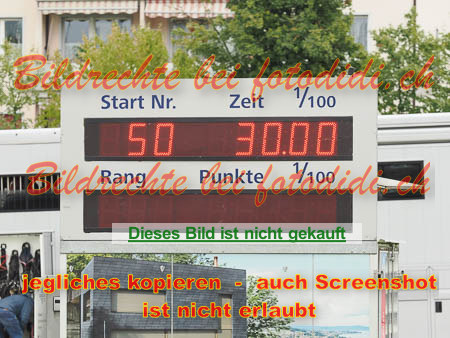 Bildrechte bei fotodidi.ch
Start Nr. Zeit 1/100
50 30.00
Bildrechte bei fotodidi.ch
Rang Punkte 1/100
Dieses Bild ist nicht gekauft
jegliches kopieren - auch Screenshot
ist nicht erlaubt